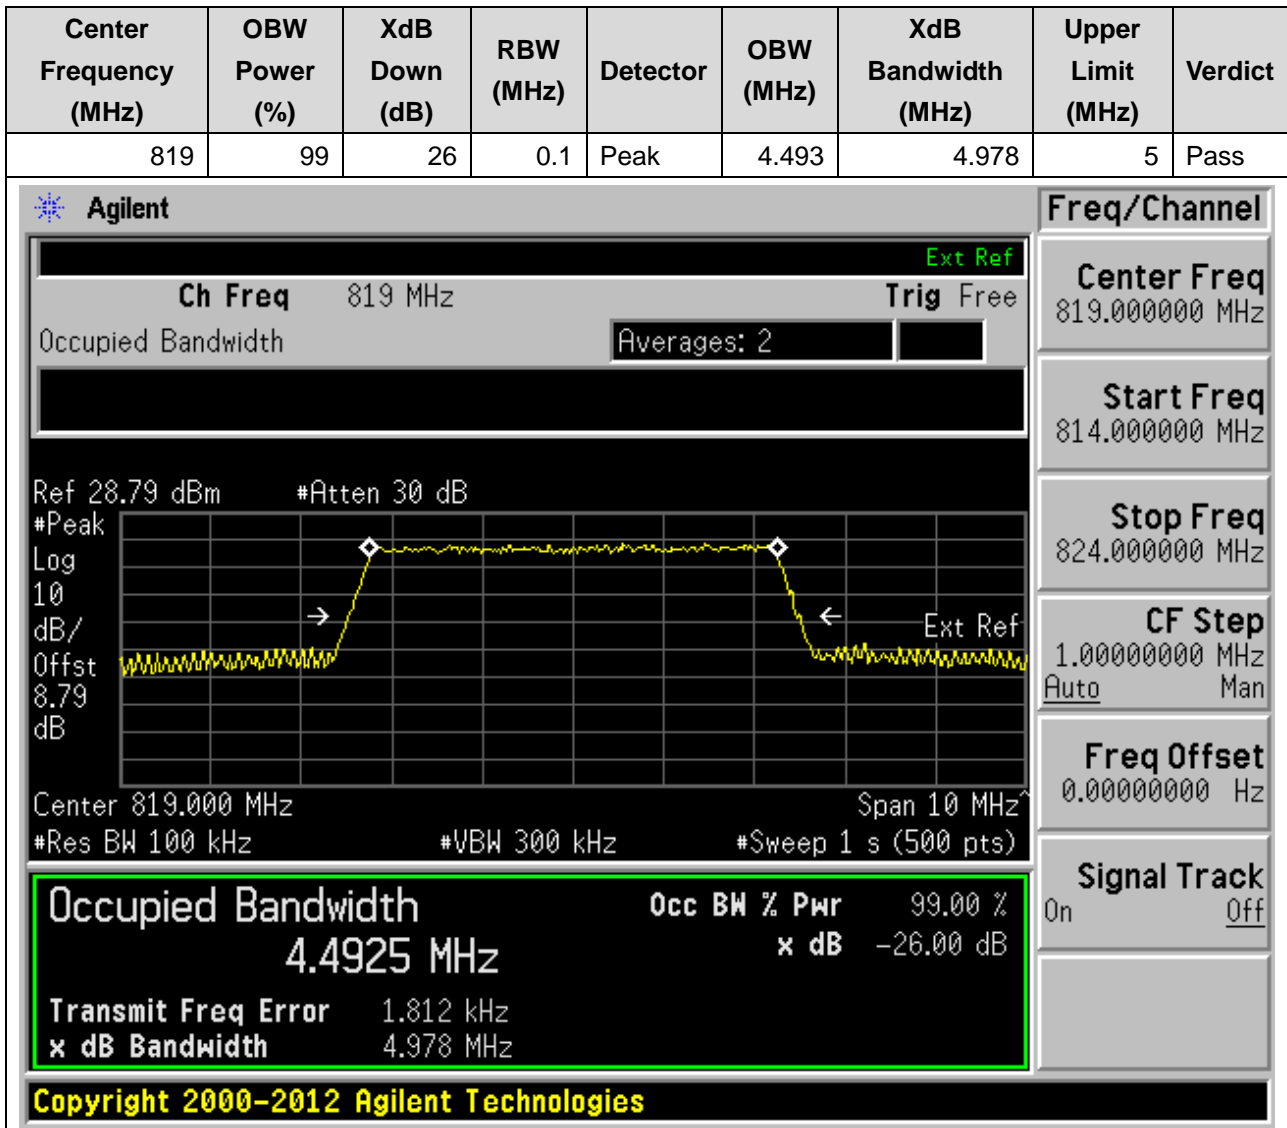 Center Frequency (MHz) OBW Power (%) XdB Down (dB) RBW (MHz) Detector OBW (MHz) XdB Bandwidth (MHz) Upper Limit (MHz) Verdict
819 99 26 0.1 Peak 4.493 4.978 5 Pass
Agilent
Freq/Channel
Ext Ref
Ch Freq 819 MHz Trig Free
Occupied Bandwidth Averages: 2
Center Freq
819.000000 MHz
Start Freq
814.000000 MHz
Stop Freq
824.000000 MHz
CF Step
1.00000000 MHz
Auto Man
Freq Offset
0.00000000 Hz
Signal Track
On Off
Ref 28.79 dBm #Atten 30 dB
#Peak
Log
10
dB/
Offst
8.79
dB
Ext Ref
Center 819.000 MHz Span 10 MHz^
#Res BW 100 kHz #VBW 300 kHz #Sweep 1 s (500 pts)
Occupied Bandwidth
4.4925 MHz
Occ BW % Pwr 99.00 %
x dB -26.00 dB
Transmit Freq Error 1.812 kHz
x dB Bandwidth 4.978 MHz
Copyright 2000-2012 Agilent Technologies